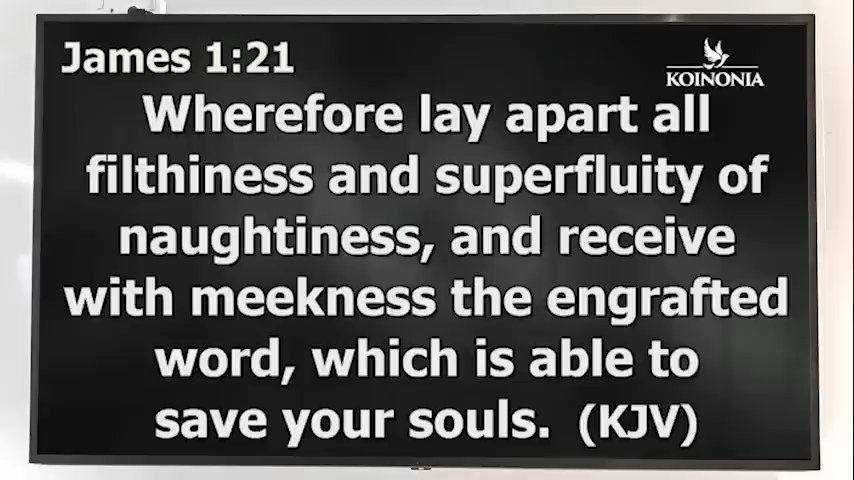 James 1:21
KOINONIA
Wherefore lay apart all
filthiness and superfluity of
naughtiness, and receive
with meekness the engrafted
word, which is able to
save your souls. (KJV)